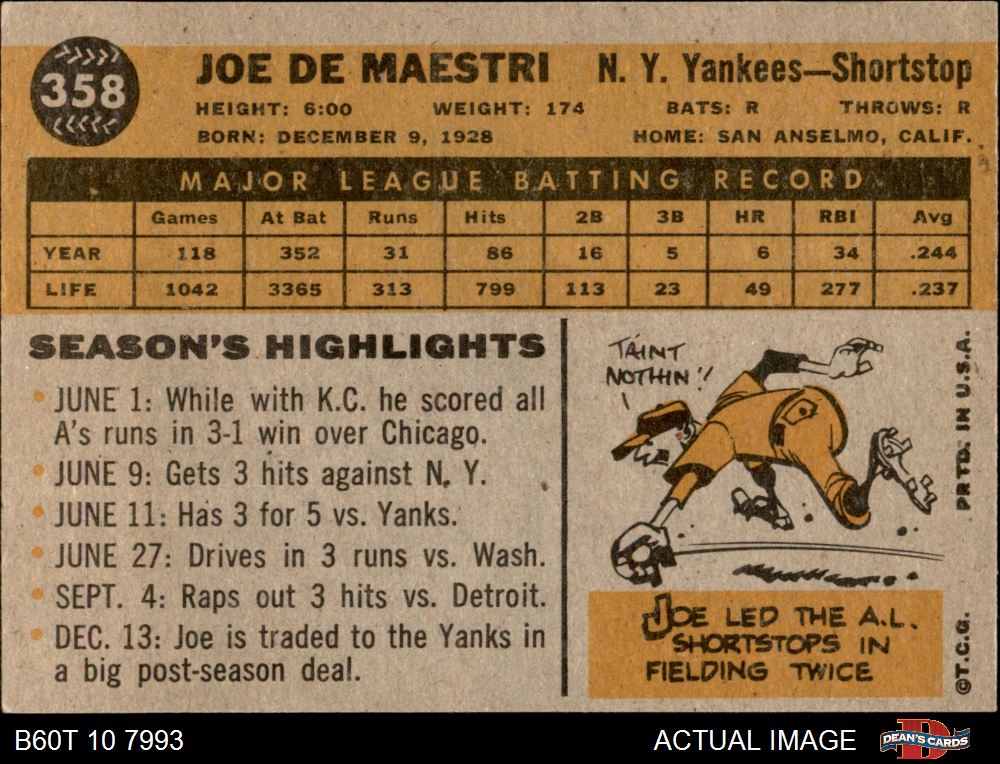 358
JOE DE MAESTRI N. Y. Yankees—Shortstop
HEIGHT: 6:00 WEIGHT: 174 BATS: R THROWS: R
BORN: DECEMBER 9, 1928 HOME: SAN ANSELMO, CALIF.
MAJOR LEAGUE BATTING RECORD
Games At Bat Runs Hits 2B 3B HR RBI Avg
YEAR 118 352 31 86 16 5 6 34 .244
LIFE 1042 3365 313 799 113 23 49 277 .237
SEASON'S HIGHLIGHTS
• JUNE 1: While with K.C. he scored all
A's runs in 3-1 win over Chicago.
• JUNE 9: Gets 3 hits against N. Y.
• JUNE 11: Has 3 for 5 vs. Yanks.
• JUNE 27: Drives in 3 runs vs. Wash.
• SEPT. 4: Raps out 3 hits vs. Detroit.
• DEC. 13: Joe is traded to the Yanks in
a big post-season deal.
TAINT
NOTHIN'!
JOE LED THE A.L.
SHORTSTOPS IN
FIELDING TWICE
©T.C.G. PRTD. IN U.S.A.
B60T 10 7993 ACTUAL IMAGE
D
DEAN'S CARDS